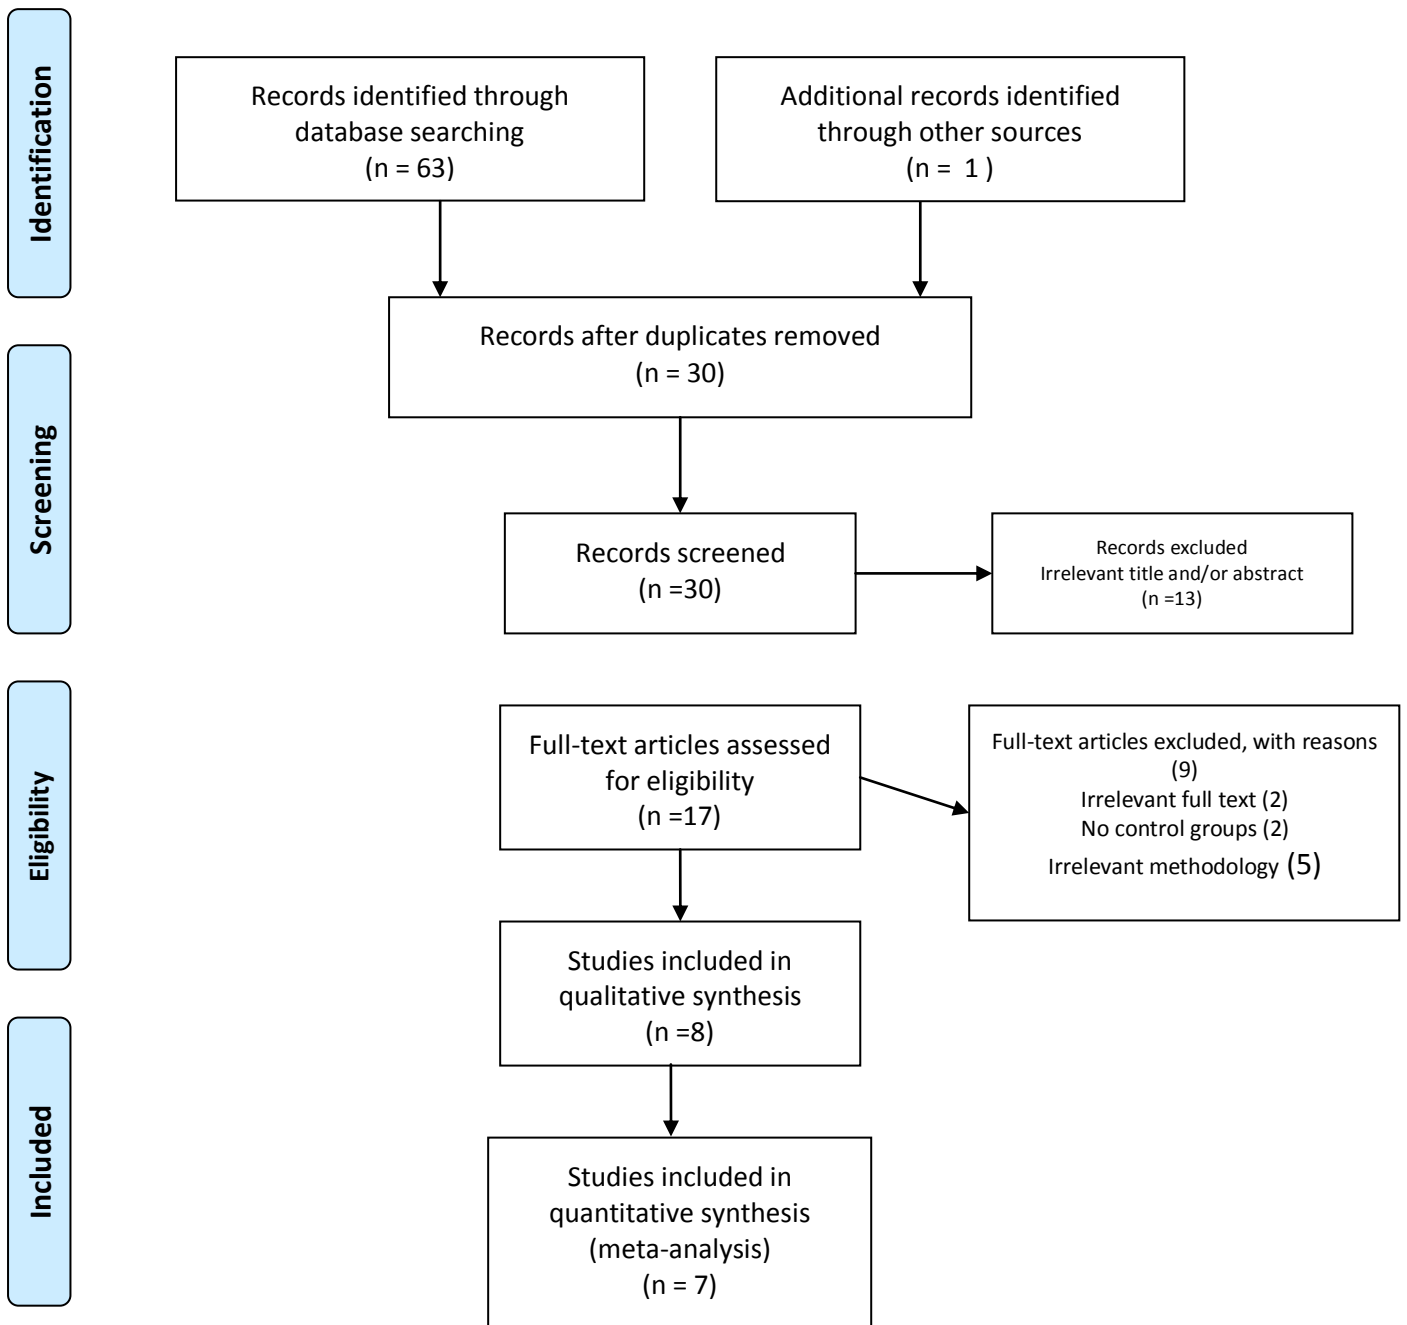 Identification
Records identified through
database searching
(n = 63)
Additional records identified
through other sources
(n =  1 )
Records after duplicates removed
(n = 30)
Screening
Records screened
(n =30)
Records excluded
Irrelevant title and/or abstract
(n =13)
Eligibility
Full-text articles assessed
for eligibility
(n =17)
Full-text articles excluded, with reasons
(9)
Irrelevant full text (2)
No control groups (2)
Irrelevant methodology (5)
Studies included in
qualitative synthesis
(n =8)
Included
Studies included in
quantitative synthesis
(meta-analysis)
(n = 7)